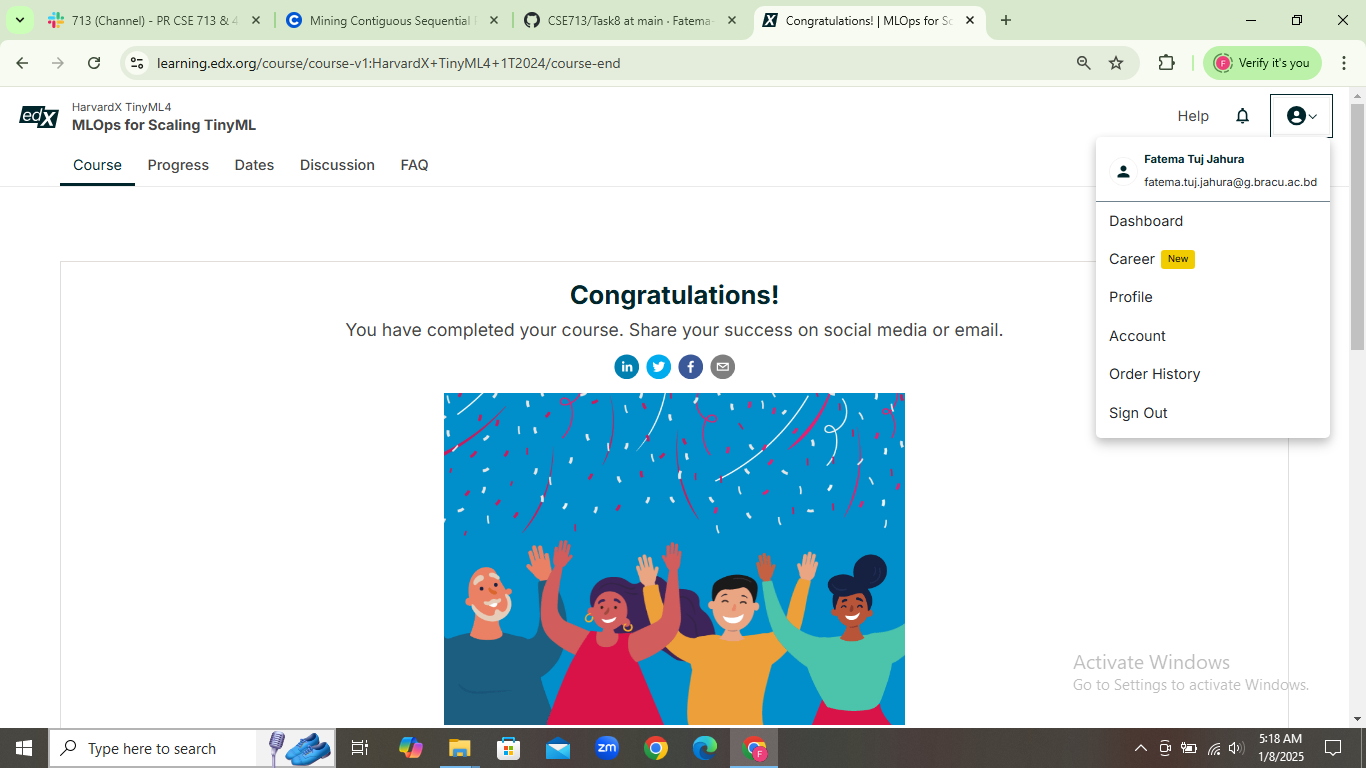 713 (Channel) - PR CSE 713 & 4
Mining Contiguous Sequential
CSE713/Task8 at main · Fatema-
Congratulations! | MLOps for Sc
learning.edx.org/course/course-v1:HarvardX+TinyML4+1T2024/course-end
F
Verify it's you
edX
HarvardX TinyML4
MLOps for Scaling TinyML
Help
Course
Progress
Dates
Discussion
FAQ
Fatema Tuj Jahura
fatema.tuj.jahura@g.bracu.ac.bd
Dashboard
Career New
Profile
Account
Order History
Sign Out
Congratulations!
You have completed your course. Share your success on social media or email.
in
f
Activate Windows
Go to Settings to activate Windows.
Type here to search
zm
F
5:18 AM
1/8/2025